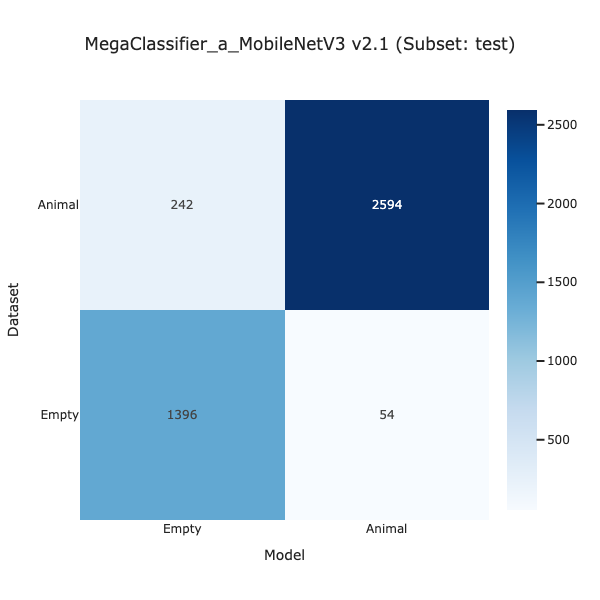 MegaClassifier_a_MobileNetV3 v2.1 (Subset: test)
Dataset
Animal
242
2594
Empty
1396
54
Empty
Animal
Model
2500
2000
1500
1000
500